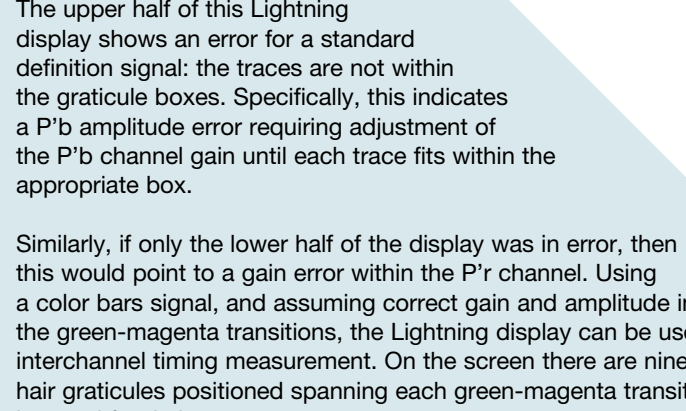 The upper half of this Lightning
display shows an error for a standard
definition signal: the traces are not within
the graticule boxes. Specifically, this indicates
a P'b amplitude error requiring adjustment of
the P'b channel gain until each trace fits within the
appropriate box.
Similarly, if only the lower half of the display was in error, then
this would point to a gain error within the P'r channel. Using
a color bars signal, and assuming correct gain and amplitude
the green-magenta transitions, the Lightning display can be
interchannel timing measurement. On the screen there are nine
hair graticules positioned spanning each green-magenta